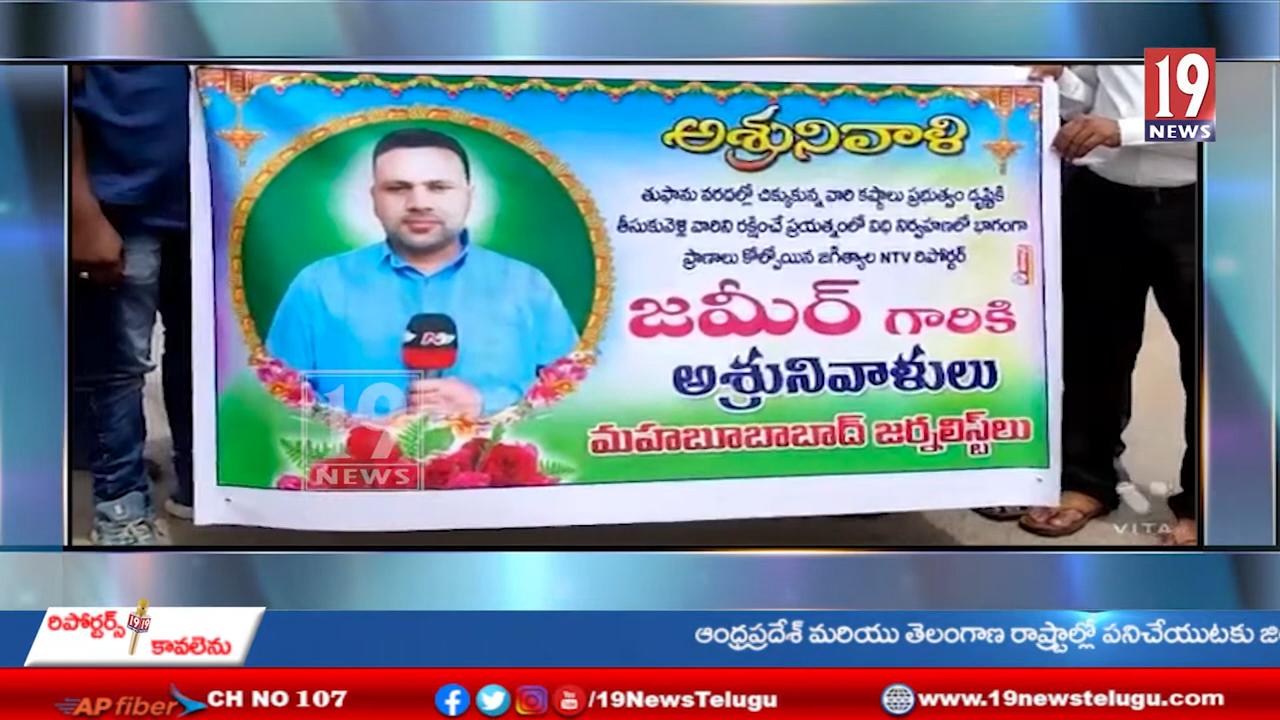 19
NEWS
అశ్రునివాళి
తుఫాను వరదల్లో చిక్కుకున్న వారి కష్టాలు ప్రభుత్వం దృష్టికి
తీసుకువెళ్లి వారిని రక్షించే ప్రయత్నంలో విధి నిర్వహణలో భాగంగా
ప్రాణాలు కోల్పోయిన జగిత్యాల NTV రిపోర్టర్
జమీర్ గారికి
అశ్రునివాళులు
మహబూబాబాద్ జర్నలిస్ట్‌లు
19
NEWS
VITA
రిపోర్టర్స్
కావలెను
ఆంధ్రప్రదేశ్ మరియు తెలంగాణ రాష్ట్రాల్లో పనిచేయుటకు
AP fiber CH NO 107
/19NewsTelugu
www.19newstelugu.com